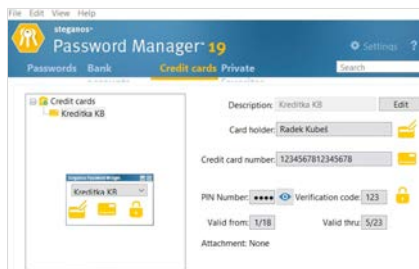 File Edit View Help
steganos™
Password Manager™ 19
Settings ?
Passwords Bank Credit cards Private
Search
Credit cards
Kreditka KB
Description: Kreditka KB Edit
Card holder: Radek Kubeš
Credit card number: 1234567812345678
Kreditka KB
PIN Number: •••• Verification code: 123
Valid from: 1/18 Valid thru: 5/23
Attachment: None